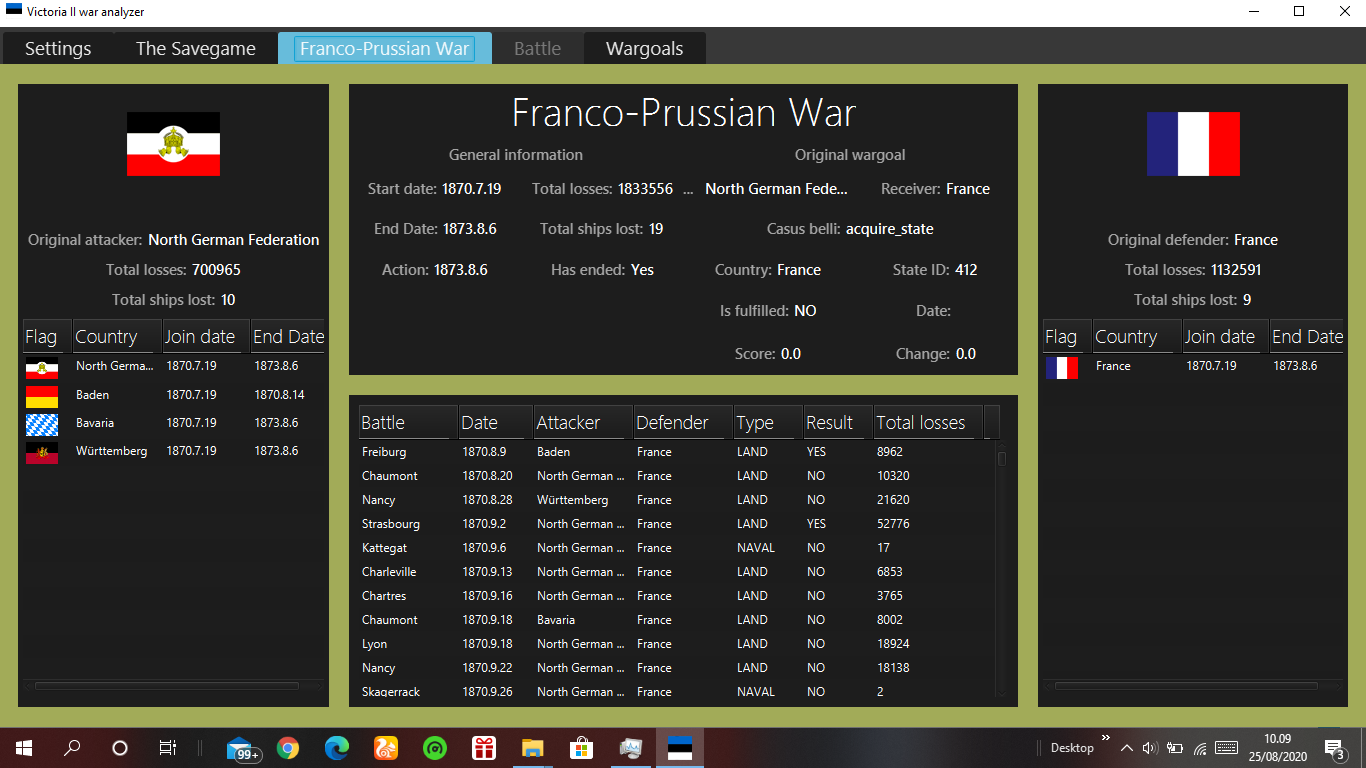 Victoria II war analyzer
Settings The Savegame Franco-Prussian War Battle Wargoals
Original attacker: North German Federation
Total losses: 700965
Total ships lost: 10
Flag Country Join date End Date
North Germa... 1870.7.19 1873.8.6
Baden 1870.7.19 1870.8.14
Bavaria 1870.7.19 1873.8.6
Württemberg 1870.7.19 1873.8.6
Franco-Prussian War
General information Original wargoal
Start date: 1870.7.19 Total losses: 1833556 ... North German Fede... Receiver: France
End Date: 1873.8.6 Total ships lost: 19 Casus belli: acquire_state
Action: 1873.8.6 Has ended: Yes Country: France State ID: 412
Is fulfilled: NO Date:
Score: 0.0 Change: 0.0
Battle Date Attacker Defender Type Result Total losses
Freiburg 1870.8.9 Baden France LAND YES 8962
Chaumont 1870.8.20 North German ... France LAND NO 10320
Nancy 1870.8.28 Württemberg France LAND NO 21620
Strasbourg 1870.9.2 North German ... France LAND YES 52776
Kattegat 1870.9.6 North German ... France NAVAL NO 17
Charleville 1870.9.13 North German ... France LAND NO 6853
Chartres 1870.9.16 North German ... France LAND NO 3765
Chaumont 1870.9.18 Bavaria France LAND NO 8002
Lyon 1870.9.18 North German ... France LAND NO 18924
Nancy 1870.9.22 North German ... France LAND NO 18138
Skagerrack 1870.9.26 North German ... France NAVAL NO 2
Original defender: France
Total losses: 1132591
Total ships lost: 9
Flag Country Join date End Date
France 1870.7.19 1873.8.6
99+
Desktop
10.09
25/08/2020
3